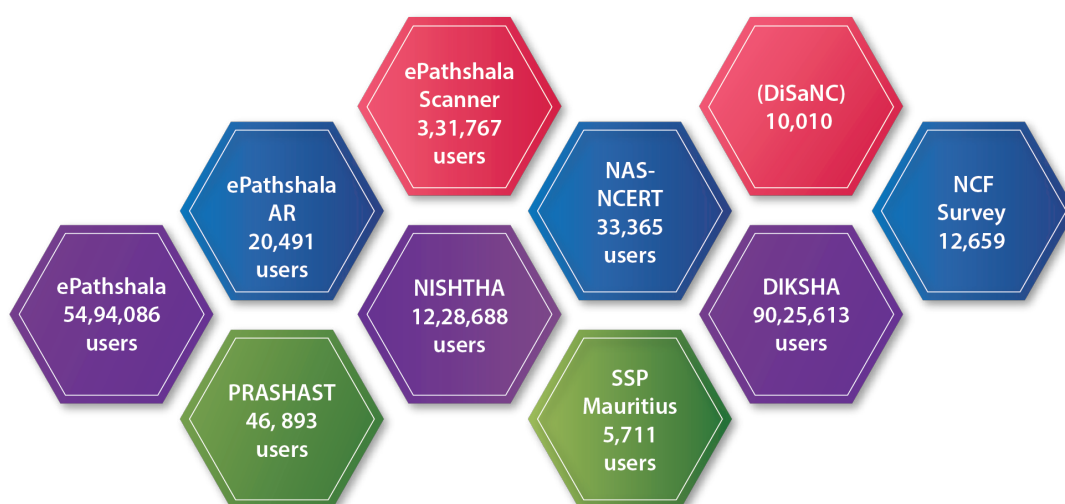 ePathshala
Scanner
3,31,767
users
(DiSaNC)
10,010
ePathshala
AR
20,491
users
NAS-
NCERT
33,365
users
NCF
Survey
12,659
ePathshala
54,94,086
users
NISHTHA
12,28,688
users
DIKSHA
90,25,613
users
PRASHAST
46, 893
users
SSP
Mauritius
5,711
users